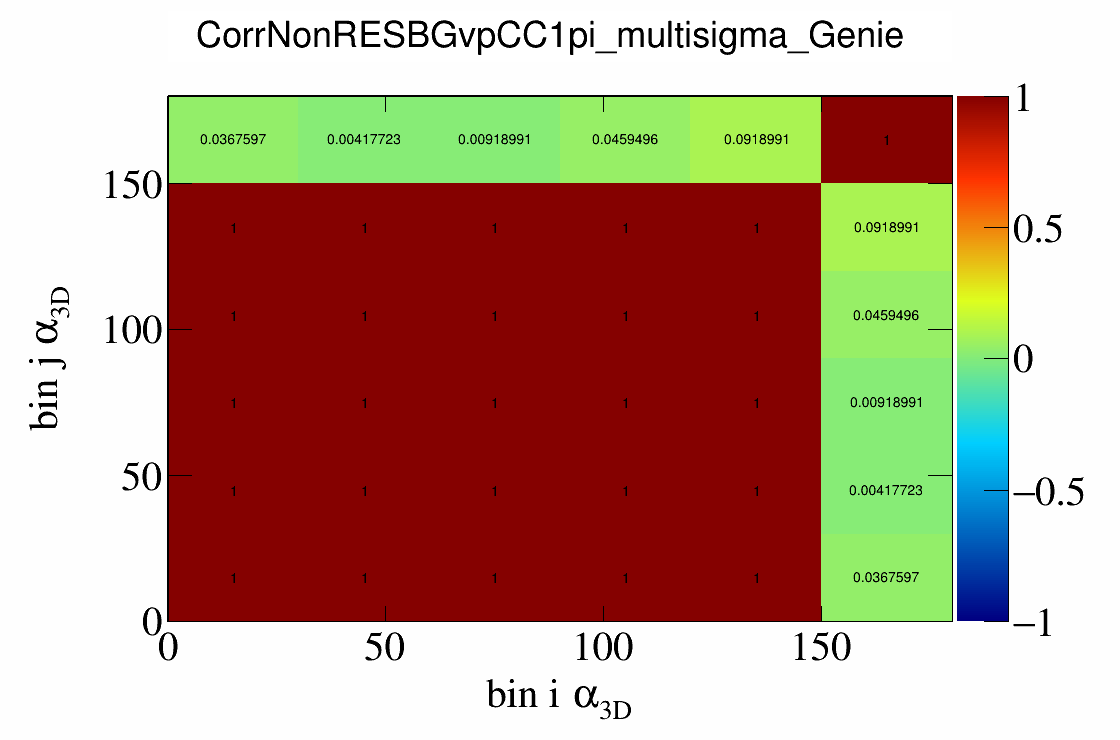 CorrNonRESBGvpCC1pi_multisigma_Genie
0.0367597 0.00417723 0.00918991 0.0459496 0.0918991 1
1 1 1 1 1 0.0918991
1 1 1 1 1 0.0459496
1 1 1 1 1 0.00918991
1 1 1 1 1 0.00417723
1 1 1 1 1 0.0367597
150
100
50
0
bin j α3D
0 50 100 150
bin i α3D
1
0.5
0
−0.5
−1